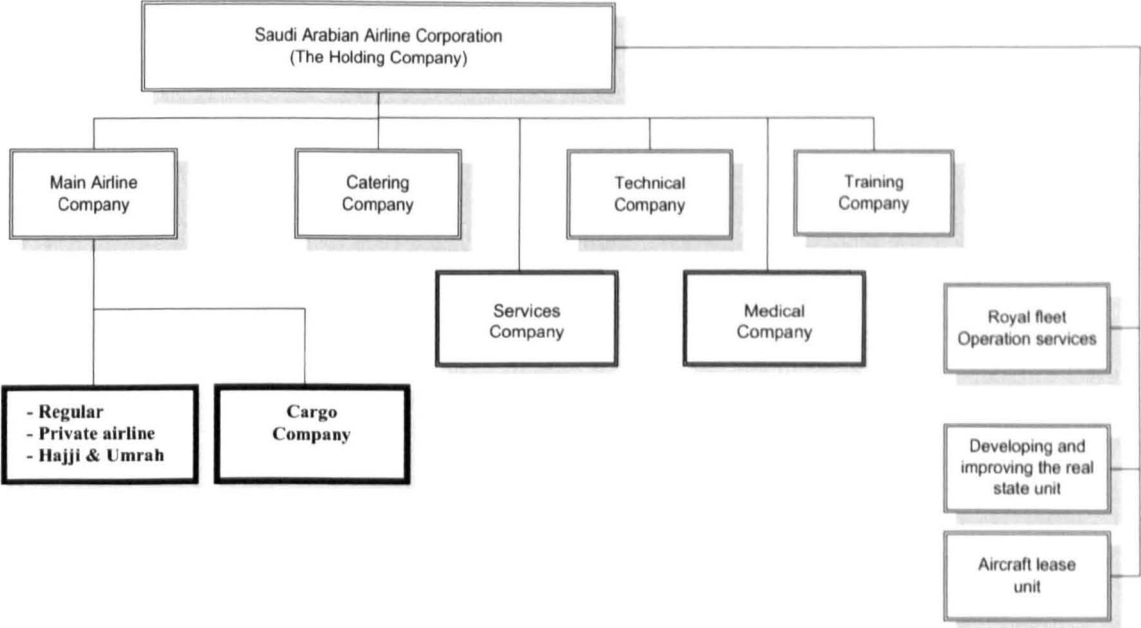 Saudi Arabian Airline Corporation
(The Holding Company)
Main Airline
Company
Catering
Company
Technical
Company
Training
Company
Services
Company
Medical
Company
Royal fleet
Operation services
- Regular
- Private airline
- Hajji & Umrah
Cargo
Company
Developing and
improving the real
state unit
Aircraft lease
unit